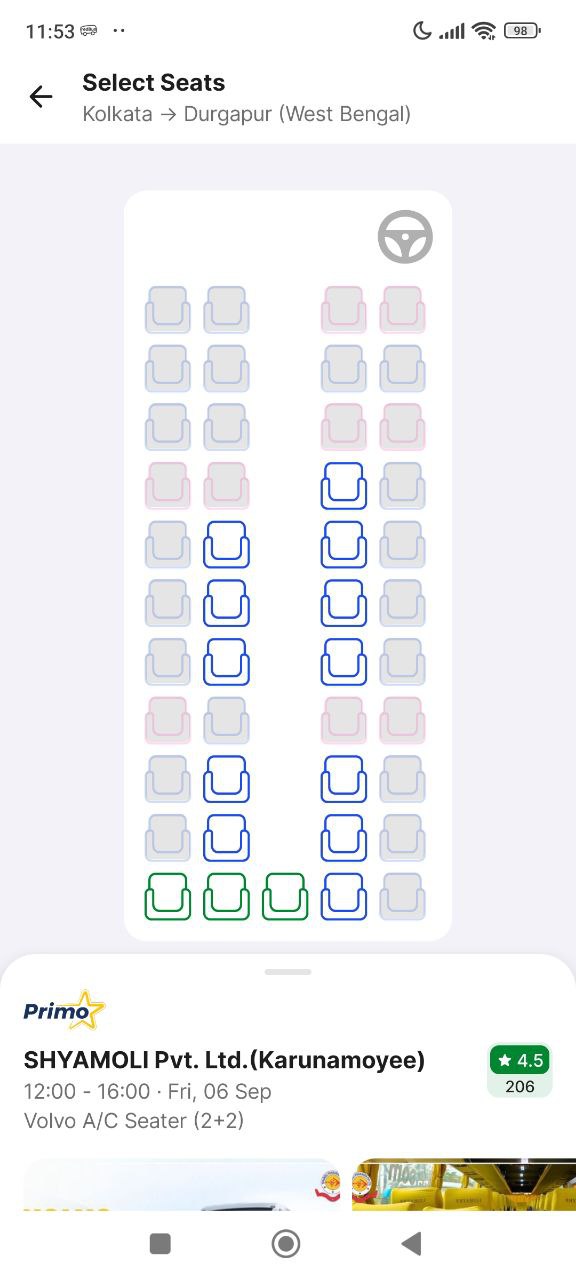 11:53
98
Select Seats
Kolkata → Durgapur (West Bengal)
Primo
SHYAMOLI Pvt. Ltd.(Karunamoyee)
★ 4.5
12:00 - 16:00 · Fri, 06 Sep
206
Volvo A/C Seater (2+2)